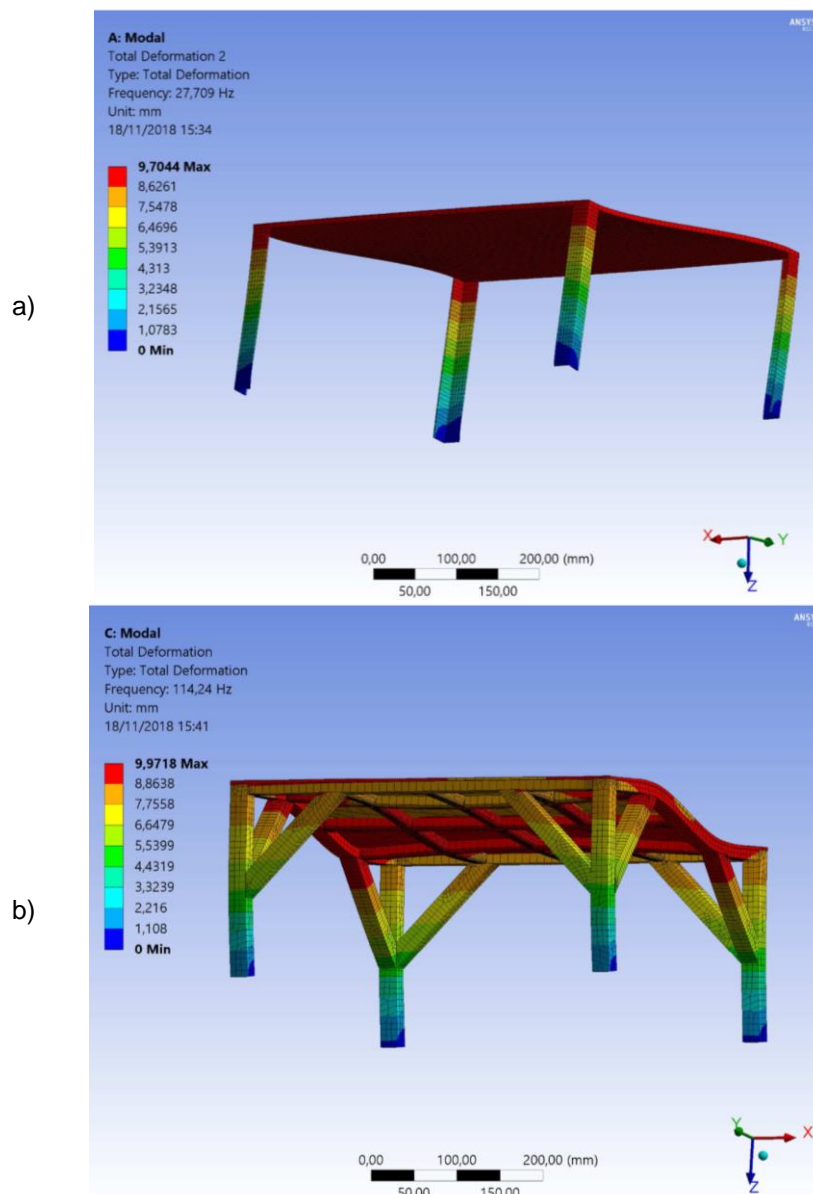 ANSYS
A: Modal
Total Deformation 2
Type: Total Deformation
Frequency: 27,709 Hz
Unit: mm
18/11/2018 15:34
9,7044 Max
8,6261
7,5478
6,4696
5,3913
4,313
3,2348
2,1565
1,0783
0 Min
a)
0,00 100,00 200,00 (mm)
50,00 150,00
X Y
Z
ANSYS
C: Modal
Total Deformation
Type: Total Deformation
Frequency: 114,24 Hz
Unit: mm
18/11/2018 15:41
9,9718 Max
8,8638
7,7558
6,6479
5,5399
4,4319
3,3239
2,216
1,108
0 Min
b)
Y
X
0,00 100,00 200,00 (mm)
Z
50,00 150,00